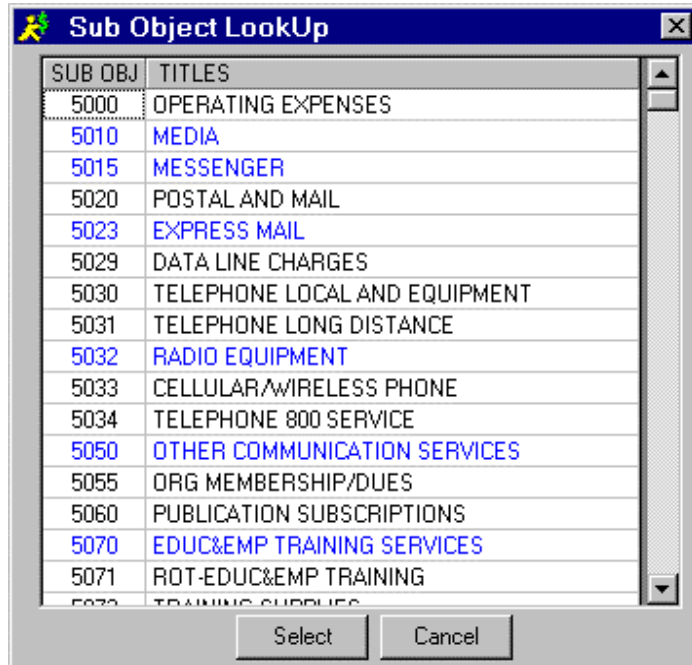 Sub Object LookUp
SUB OBJ TITLES
5000 OPERATING EXPENSES
5010 MEDIA
5015 MESSENGER
5020 POSTAL AND MAIL
5023 EXPRESS MAIL
5029 DATA LINE CHARGES
5030 TELEPHONE LOCAL AND EQUIPMENT
5031 TELEPHONE LONG DISTANCE
5032 RADIO EQUIPMENT
5033 CELLULAR/WIRELESS PHONE
5034 TELEPHONE 800 SERVICE
5050 OTHER COMMUNICATION SERVICES
5055 ORG MEMBERSHIP/DUES
5060 PUBLICATION SUBSCRIPTIONS
5070 EDUC&EMP TRAINING SERVICES
5071 ROT-EDUC&EMP TRAINING
TRAINING SUPPLIES
Select Cancel